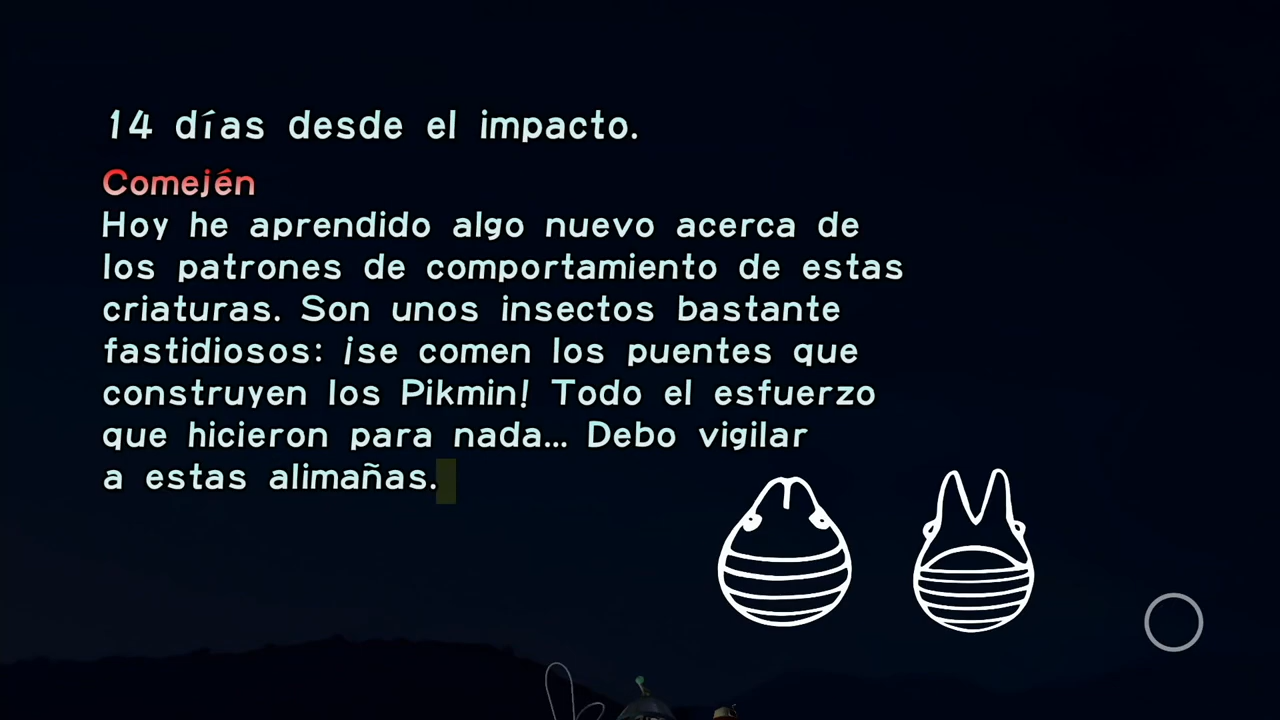 14 días desde el impacto.
Comején
Hoy he aprendido algo nuevo acerca de
los patrones de comportamiento de estas
criaturas. Son unos insectos bastante
fastidiosos: ¡se comen los puentes que
construyen los Pikmin! Todo el esfuerzo
que hicieron para nada... Debo vigilar
a estas alimañas.